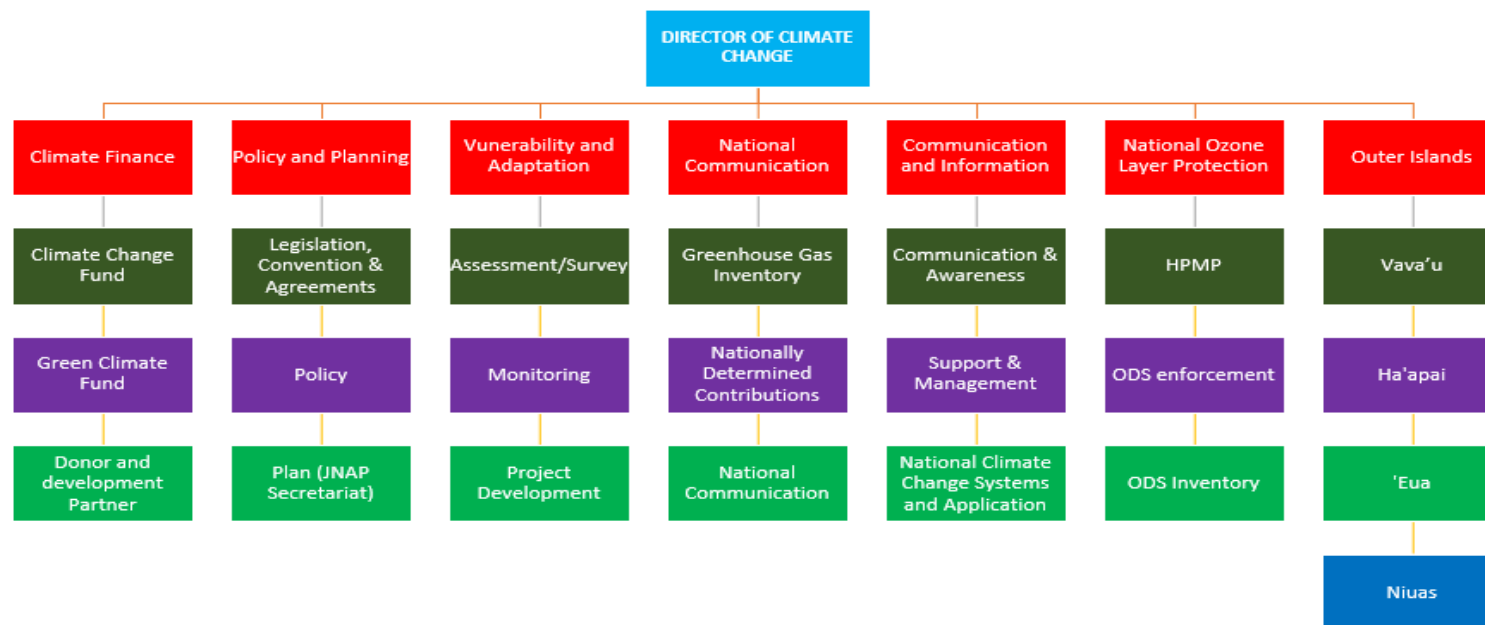 DIRECTOR OF CLIMATE
CHANGE
Climate Finance
Policy and Planning
Vunerability and
Adaptation
National
Communication
Communication
and Information
National Ozone
Layer Protection
Outer Islands
Climate Change
Fund
Legislation,
Convention &
Agreements
Assessment/Survey
Greenhouse Gas
Inventory
Communication &
Awareness
HPMP
Vava’u
Green Climate
Fund
Policy
Monitoring
Nationally
Determined
Contributions
Support &
Management
ODS enforcement
Ha'apai
Donor and
development
Partner
Plan (JNAP
Secretariat)
Project
Development
National
Communication
National Climate
Change Systems
and Application
ODS Inventory
'Eua
Niuas